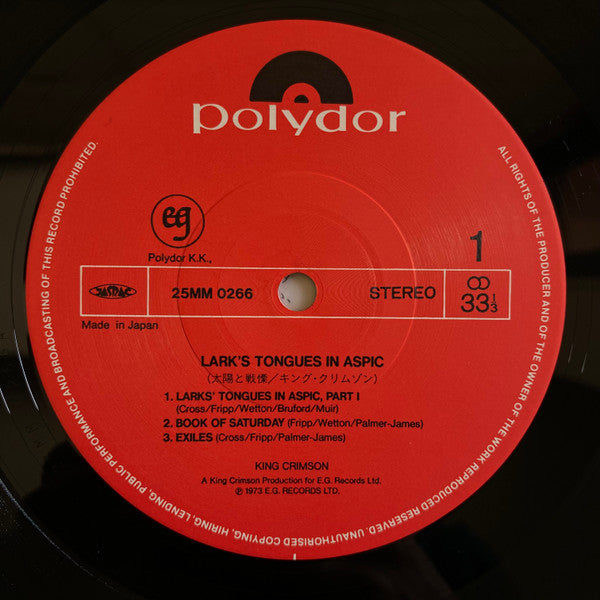 polydor
eg
Polydor K.K.,
1
JASRAC
25MM 0266
STEREO
33 1/3
Made in Japan
LARK'S TONGUES IN ASPIC
(太陽と戦慄/キング・クリムゾン)
1. LARKS' TONGUES IN ASPIC, PART I
(Cross/Fripp/Wetton/Bruford/Muir)
2. BOOK OF SATURDAY (Fripp/Wetton/Palmer-James)
3. EXILES (Cross/Fripp/Palmer-James)
KING CRIMSON
A King Crimson Production for E.G. Records Ltd.
℗ 1973 E.G. RECORDS LTD.
ALL RIGHTS OF THE PRODUCER AND OF THE OWNER OF THE WORK REPRODUCED RESERVED. UNAUTHORISED COPYING, HIRING, LENDING, PUBLIC PERFORMANCE AND BROADCASTING OF THIS RECORD PROHIBITED.